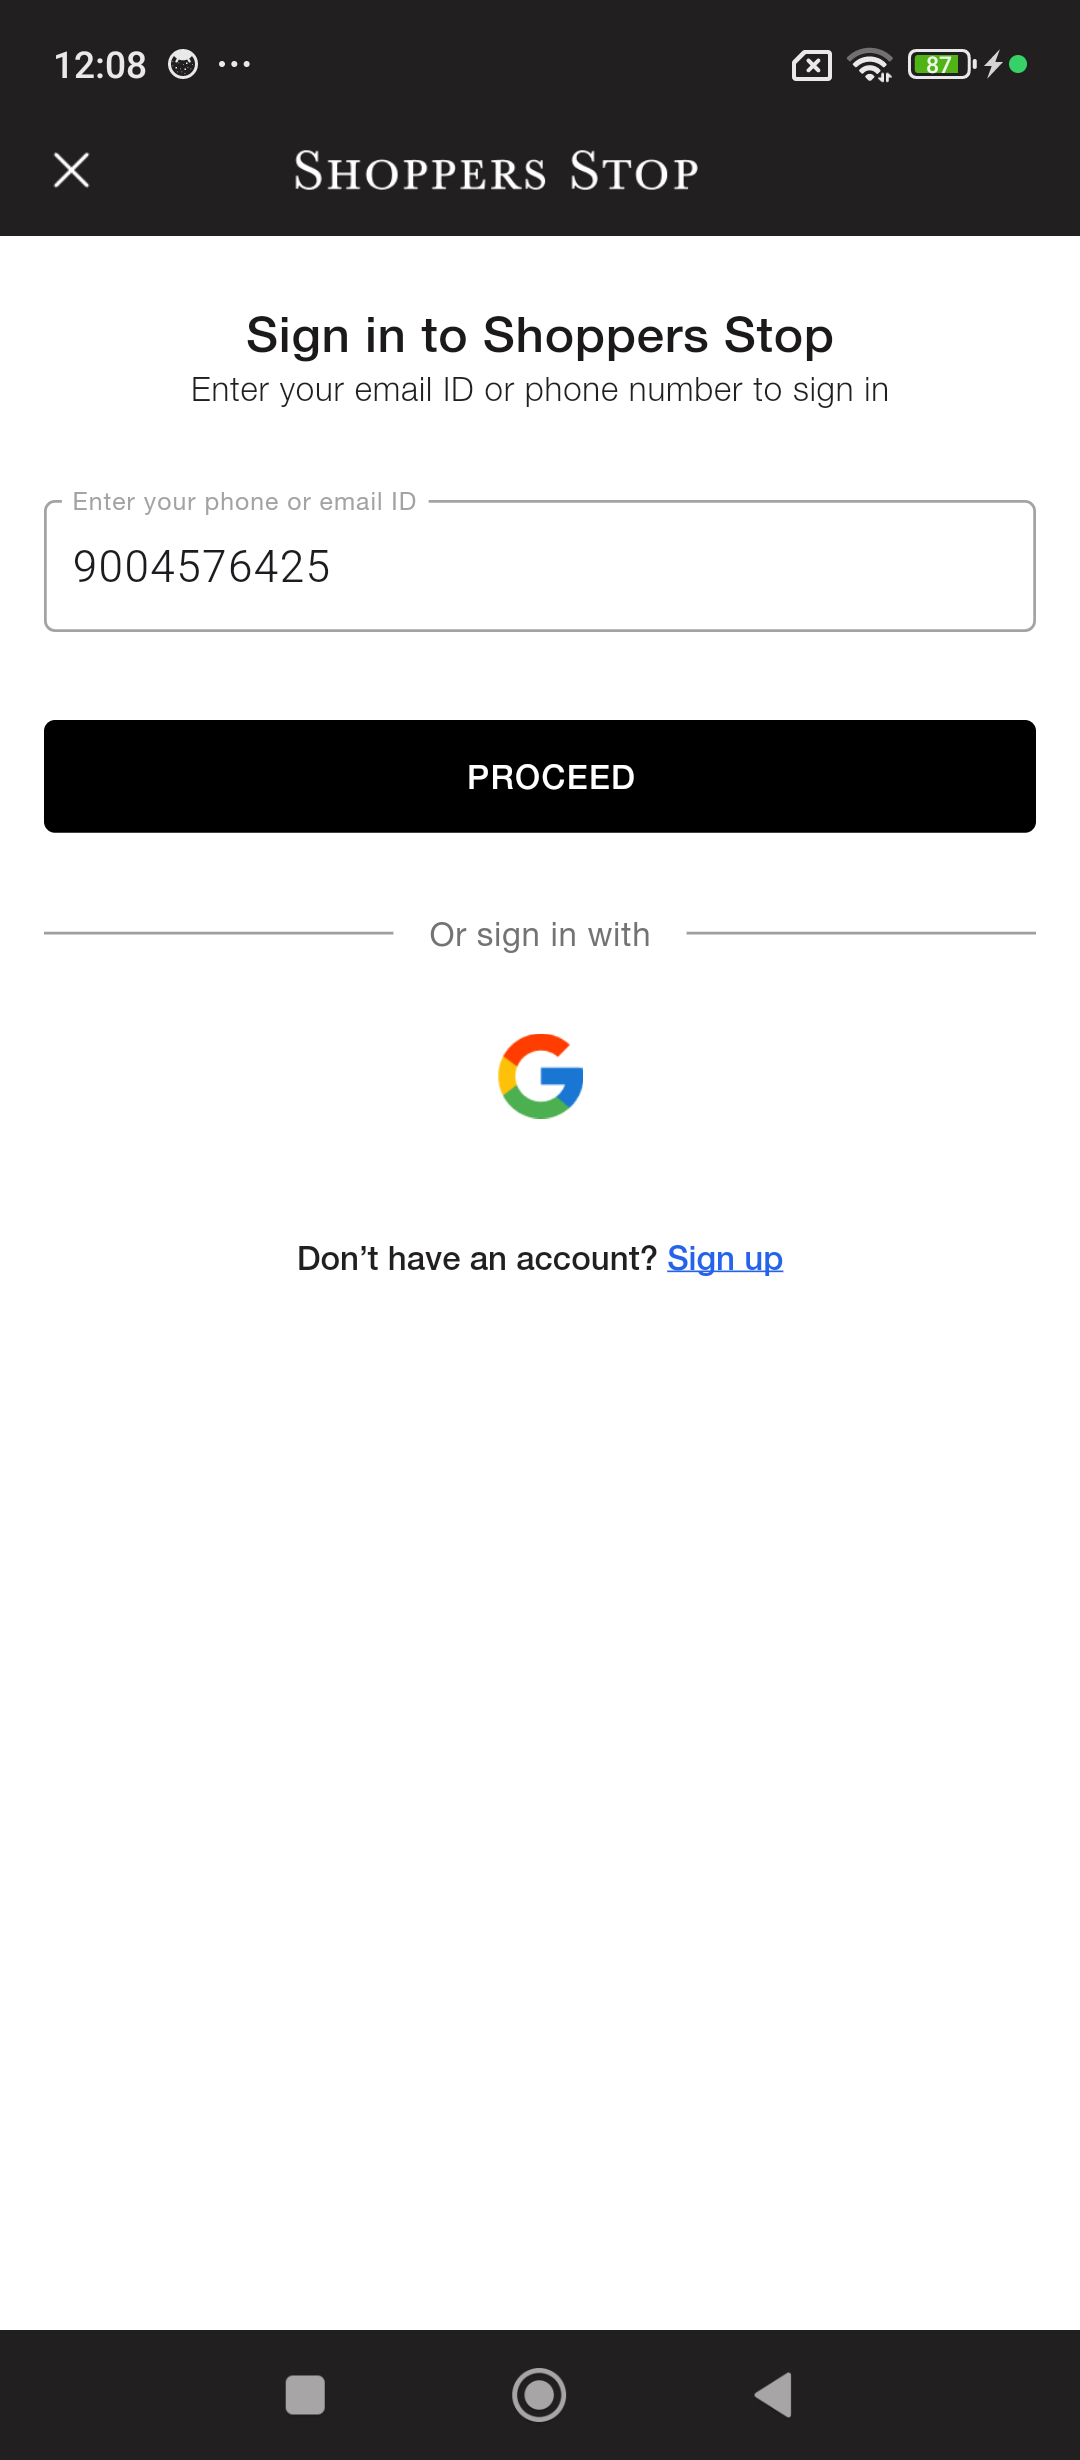 12:08
87
SHOPPERS STOP
Sign in to Shoppers Stop
Enter your email ID or phone number to sign in
Enter your phone or email ID
9004576425
PROCEED
Or sign in with
Don’t have an account? Sign up